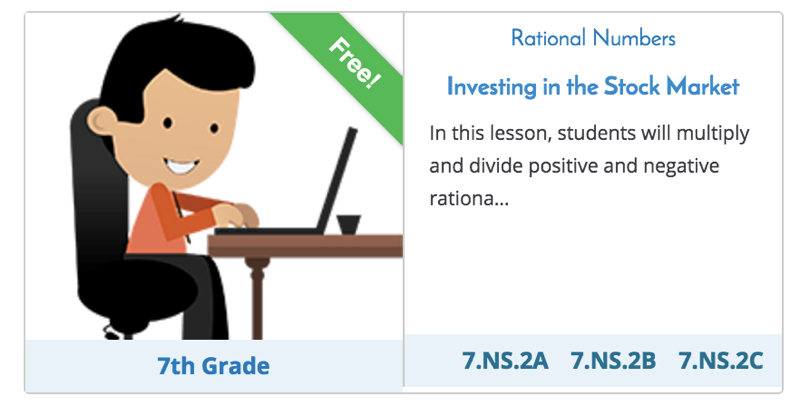 Free!
Rational Numbers
Investing in the Stock Market
In this lesson, students will multiply
and divide positive and negative
rationa...
7th Grade
7.NS.2A 7.NS.2B 7.NS.2C